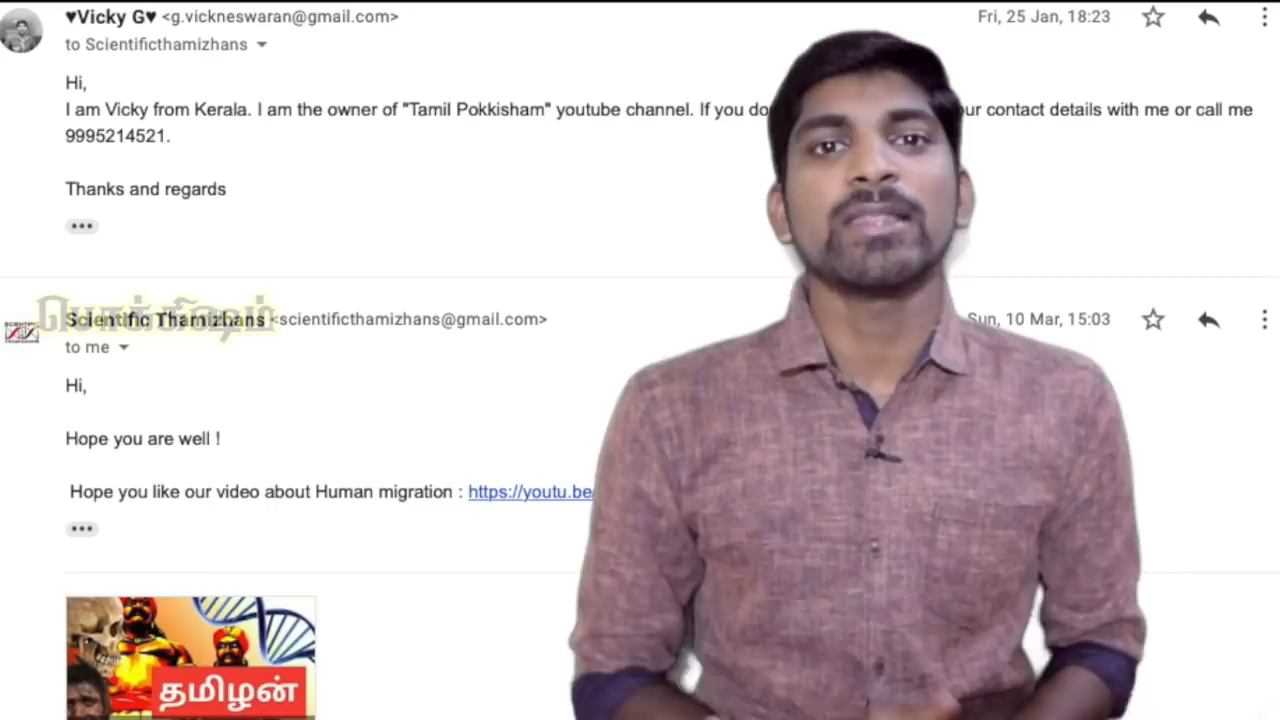 ♥Vicky G♥ <g.vickneswaran@gmail.com> Fri, 25 Jan, 18:23
to Scientificthamizhans
Hi,
I am Vicky from Kerala. I am the owner of "Tamil Pokkisham" youtube channel. If you contact details with me or call me
9995214521.
Thanks and regards
பொக்கிஷம்
Scientific Thamizhans <scientificthamizhans@gmail.com> Sun, 10 Mar, 15:03
to me
Hi,
Hope you are well !
Hope you like our video about Human migration : https://youtu.be
தமிழன்